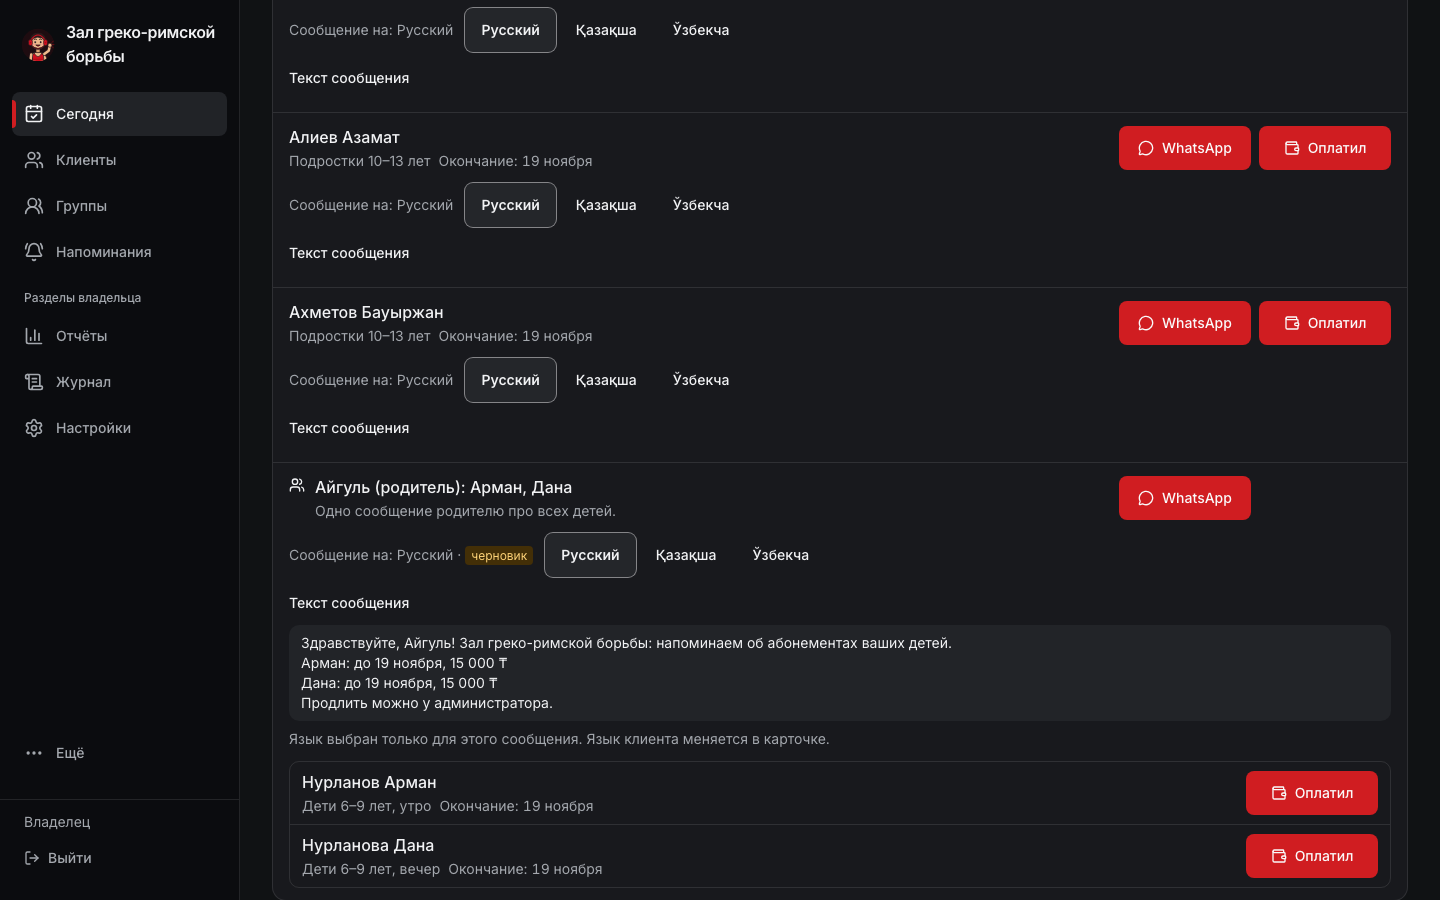 Зал греко-римской
борьбы
Сегодня
Клиенты
Группы
Напоминания
Разделы владельца
Отчёты
Журнал
Настройки
Ещё
Владелец
Выйти
Сообщение на: Русский Русский Қазақша Ўзбекча
Текст сообщения
Алиев Азамат
Подростки 10–13 лет Окончание: 19 ноября
WhatsApp Оплатил
Сообщение на: Русский Русский Қазақша Ўзбекча
Текст сообщения
Ахметов Бауыржан
Подростки 10–13 лет Окончание: 19 ноября
WhatsApp Оплатил
Сообщение на: Русский Русский Қазақша Ўзбекча
Текст сообщения
Айгуль (родитель): Арман, Дана
Одно сообщение родителю про всех детей.
WhatsApp
Сообщение на: Русский · черновик Русский Қазақша Ўзбекча
Текст сообщения
Здравствуйте, Айгуль! Зал греко-римской борьбы: напоминаем об абонементах ваших детей.
Арман: до 19 ноября, 15 000 ₸
Дана: до 19 ноября, 15 000 ₸
Продлить можно у администратора.
Язык выбран только для этого сообщения. Язык клиента меняется в карточке.
Нурланов Арман
Дети 6–9 лет, утро Окончание: 19 ноября
Оплатил
Нурланова Дана
Дети 6–9 лет, вечер Окончание: 19 ноября
Оплатил